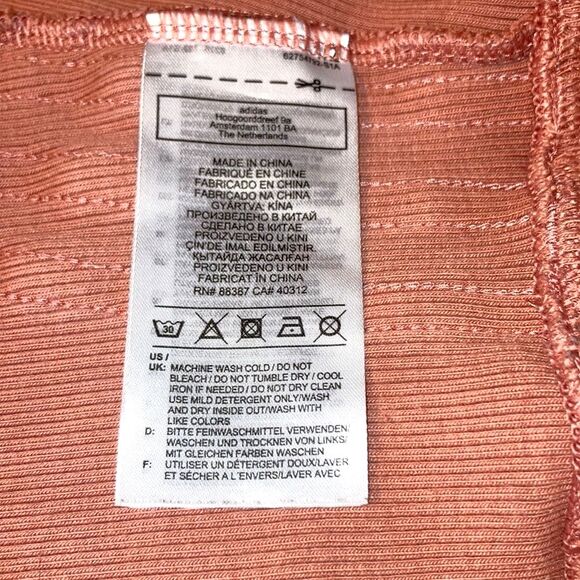 adidas
Hoogoorddreef 9a
Amsterdam 1101 BA
The Netherlands
MADE IN CHINA
FABRIQUÉ EN CHINE
FABRICADO EN CHINA
FABRICADO NA CHINA
GYÁRTVA: KÍNA
ПРОИЗВЕДЕНО В КИТАЙ
СДЕЛАНО В КИТАЕ
PROIZVEDENO U KINI
ÇIN'DE IMAL EDILMIŞTIR.
ҚЫТАЙДА ЖАСАЛҒАН
PROIZVEDENO U KINI
FABRICAT ÎN CHINA
RN# 88387 CA# 40312
30
US /
UK: MACHINE WASH COLD / DO NOT
BLEACH / DO NOT TUMBLE DRY / COOL
IRON IF NEEDED / DO NOT DRY CLEAN
USE MILD DETERGENT ONLY/WASH
AND DRY INSIDE OUT/WASH WITH
LIKE COLORS
D: BITTE FEINWASCHMITTEL VERWENDEN/
WASCHEN UND TROCKNEN VON LINKS/
MIT GLEICHEN FARBEN WASCHEN
F: UTILISER UN DÉTERGENT DOUX/LAVER
ET SÉCHER A L'ENVERS/LAVER AVEC